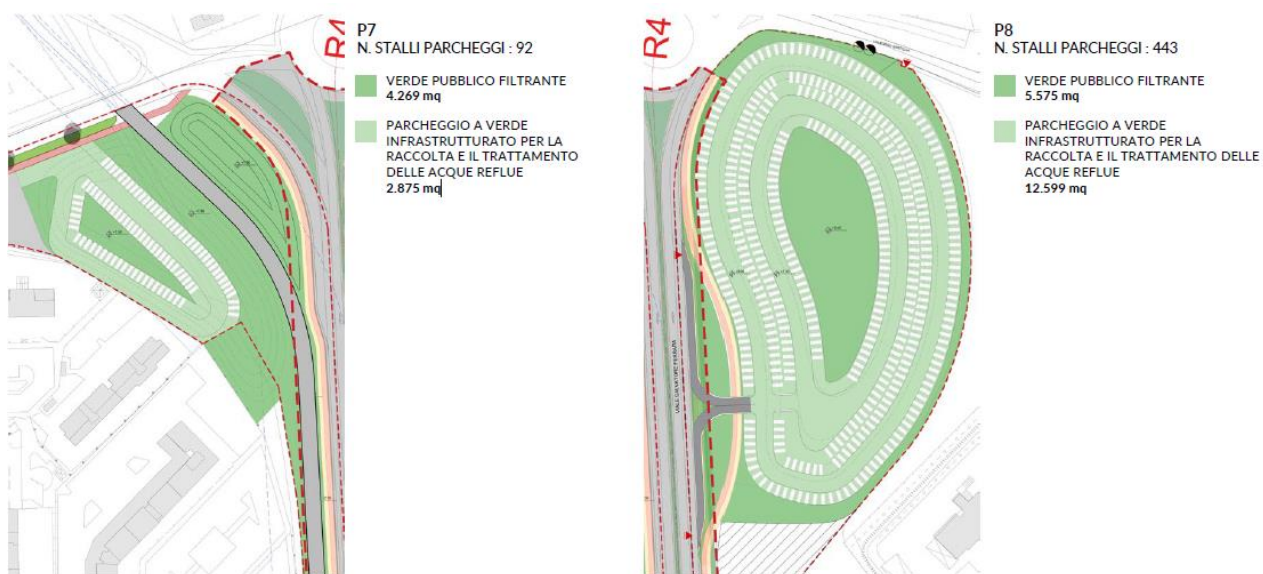 R4
P7
N. STALLI PARCHEGGI : 92
VERDE PUBBLICO FILTRANTE
4.269 mq
PARCHEGGIO A VERDE
INFRASTRUTTURATO PER LA
RACCOLTA E IL TRATTAMENTO
DELLE ACQUE REFLUE
2.875 mq
R4
P8
N. STALLI PARCHEGGI : 443
VERDE PUBBLICO FILTRANTE
5.575 mq
PARCHEGGIO A VERDE
INFRASTRUTTURATO PER LA
RACCOLTA E IL TRATTAMENTO DELLE
ACQUE REFLUE
12.599 mq